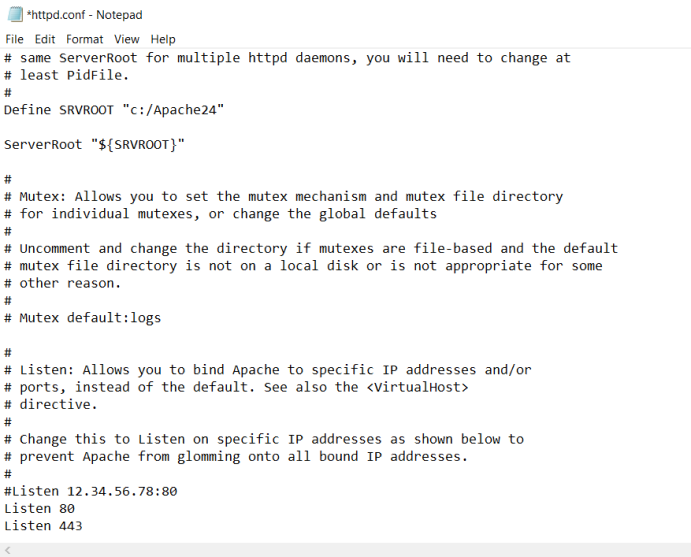 *httpd.conf - Notepad
File Edit Format View Help
# same ServerRoot for multiple httpd daemons, you will need to change at
# least PidFile.
#
Define SRVROOT "c:/Apache24"
ServerRoot "${SRVROOT}"
#
# Mutex: Allows you to set the mutex mechanism and mutex file directory
# for individual mutexes, or change the global defaults
#
# Uncomment and change the directory if mutexes are file-based and the default
# mutex file directory is not on a local disk or is not appropriate for some
# other reason.
#
# Mutex default:logs
#
# Listen: Allows you to bind Apache to specific IP addresses and/or
# ports, instead of the default. See also the <VirtualHost>
# directive.
#
# Change this to Listen on specific IP addresses as shown below to
# prevent Apache from glomming onto all bound IP addresses.
#
#Listen 12.34.56.78:80
Listen 80
Listen 443